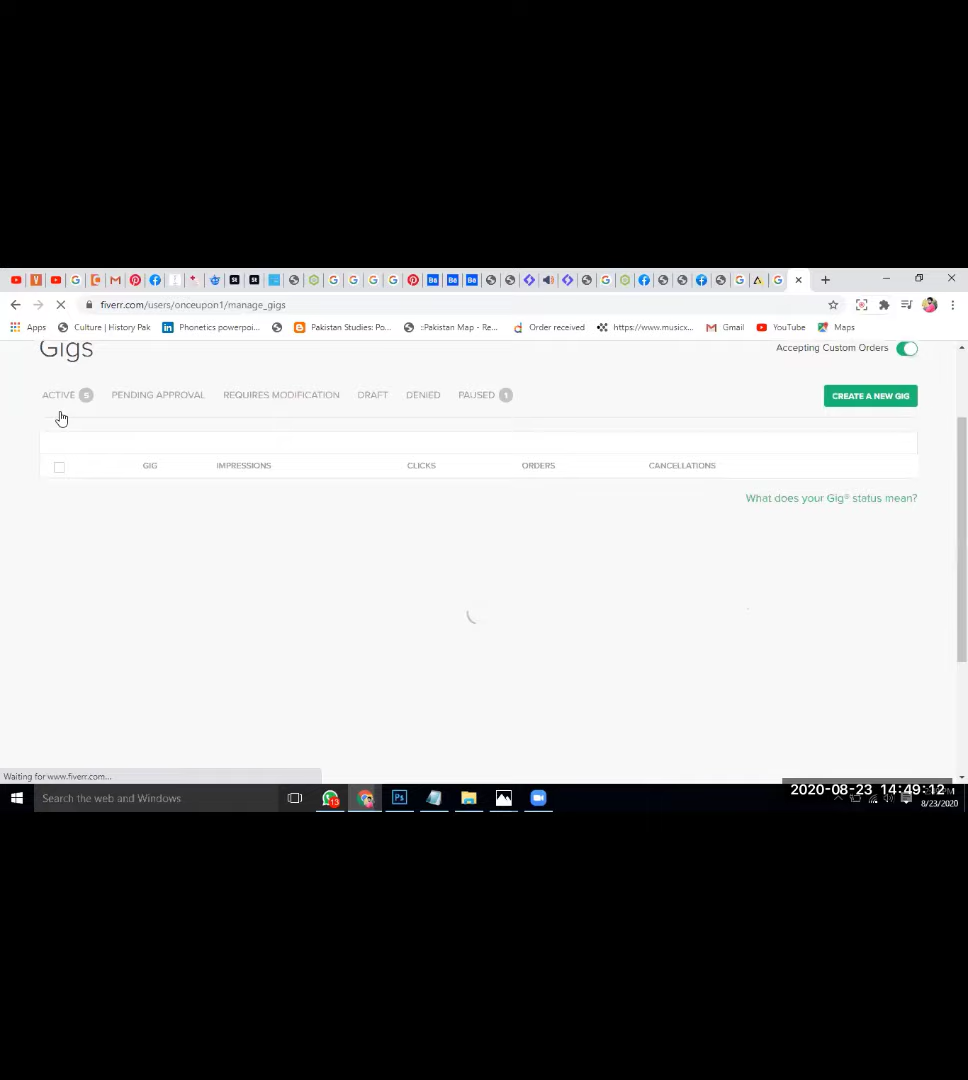 fiverr.com/users/onceupon1/manage_gigs
Apps Culture | History Pak Phonetics powerpoi... Pakistan Studies: Po... ::Pakistan Map - Re... Order received https://www.musicx... Gmail YouTube Maps
Gigs
Accepting Custom Orders
ACTIVE 5 PENDING APPROVAL REQUIRES MODIFICATION DRAFT DENIED PAUSED 1
CREATE A NEW GIG
GIG IMPRESSIONS CLICKS ORDERS CANCELLATIONS
What does your Gig® status mean?
Waiting for www.fiverr.com...
Search the web and Windows
13
Ps
2020-08-23 14:49:12
8/23/2020